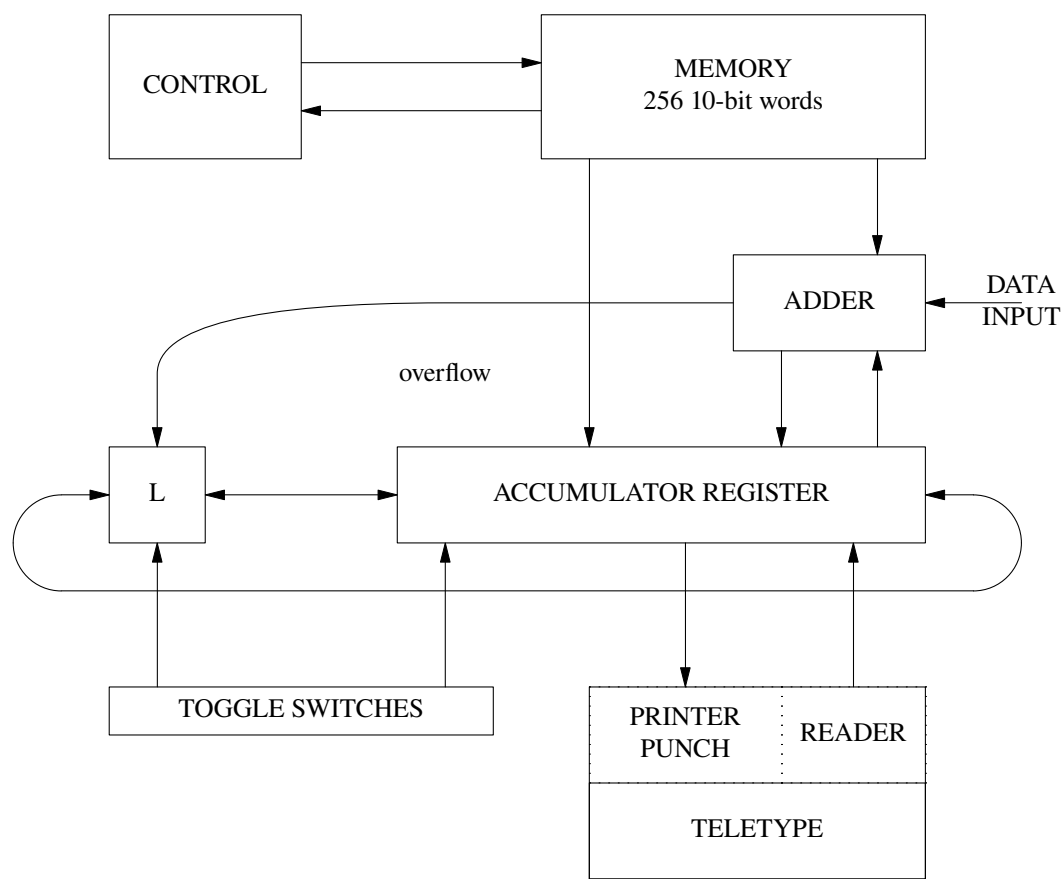 CONTROL
MEMORY
256 10-bit words
ADDER
DATA
INPUT
overflow
L
ACCUMULATOR REGISTER
TOGGLE SWITCHES
PRINTER
PUNCH
READER
TELETYPE